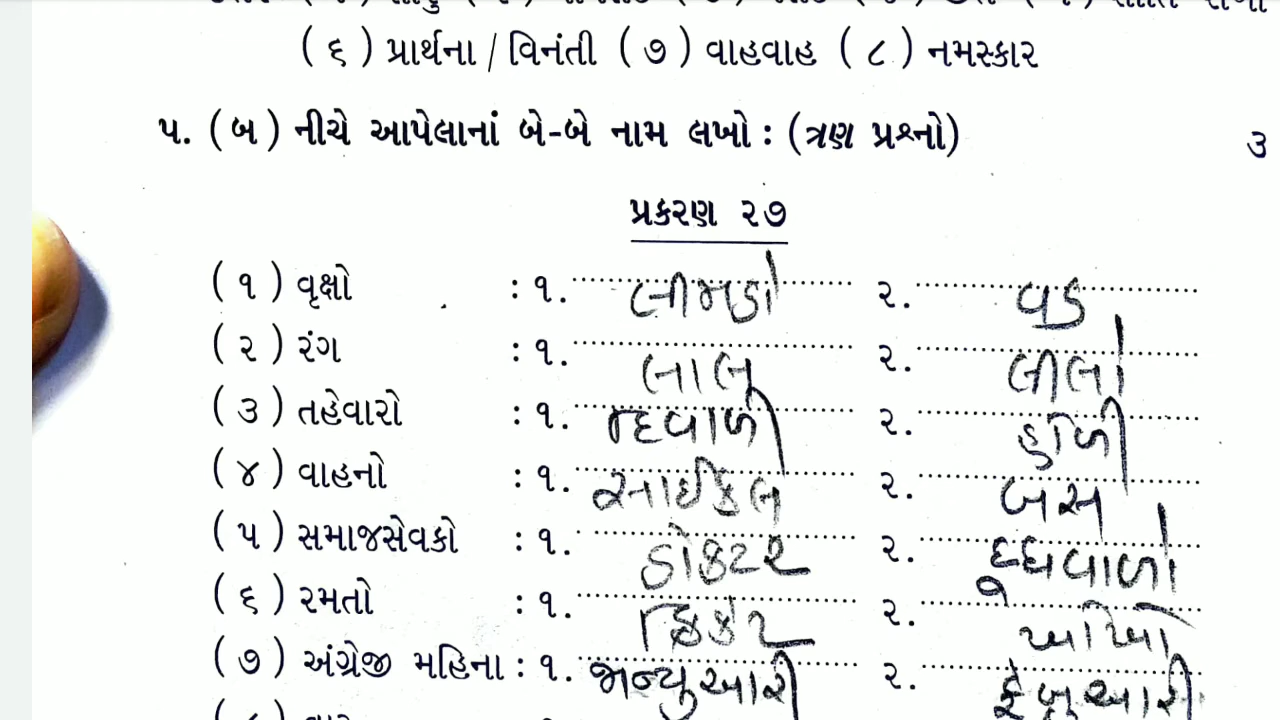 ( ૬ ) પ્રાર્થના / વિનંતી ( ૭ ) વાહવાહ ( ૮ ) નમસ્કાર
૫. ( બ ) નીચે આપેલાનાં બે-બે નામ લખો : (ત્રણ પ્રશ્નો) ૩
પ્રકરણ ૨૭
( ૧ ) વૃક્ષો : ૧. લીમડો ૨. વડ
( ૨ ) રંગ : ૧. લાલ ૨. લીલો
( ૩ ) તહેવારો : ૧. દિવાળી ૨. હોળી
( ૪ ) વાહનો : ૧. સાઈકલ ૨. બસ
( ૫ ) સમાજસેવકો : ૧. ડોક્ટર ૨. દૂધવાળો
( ૬ ) રમતો : ૧. ક્રિકેટ ૨. ખોખો
( ૭ ) અંગ્રેજી મહિના : ૧. જાન્યુઆરી ૨. ફેબ્રુઆરી